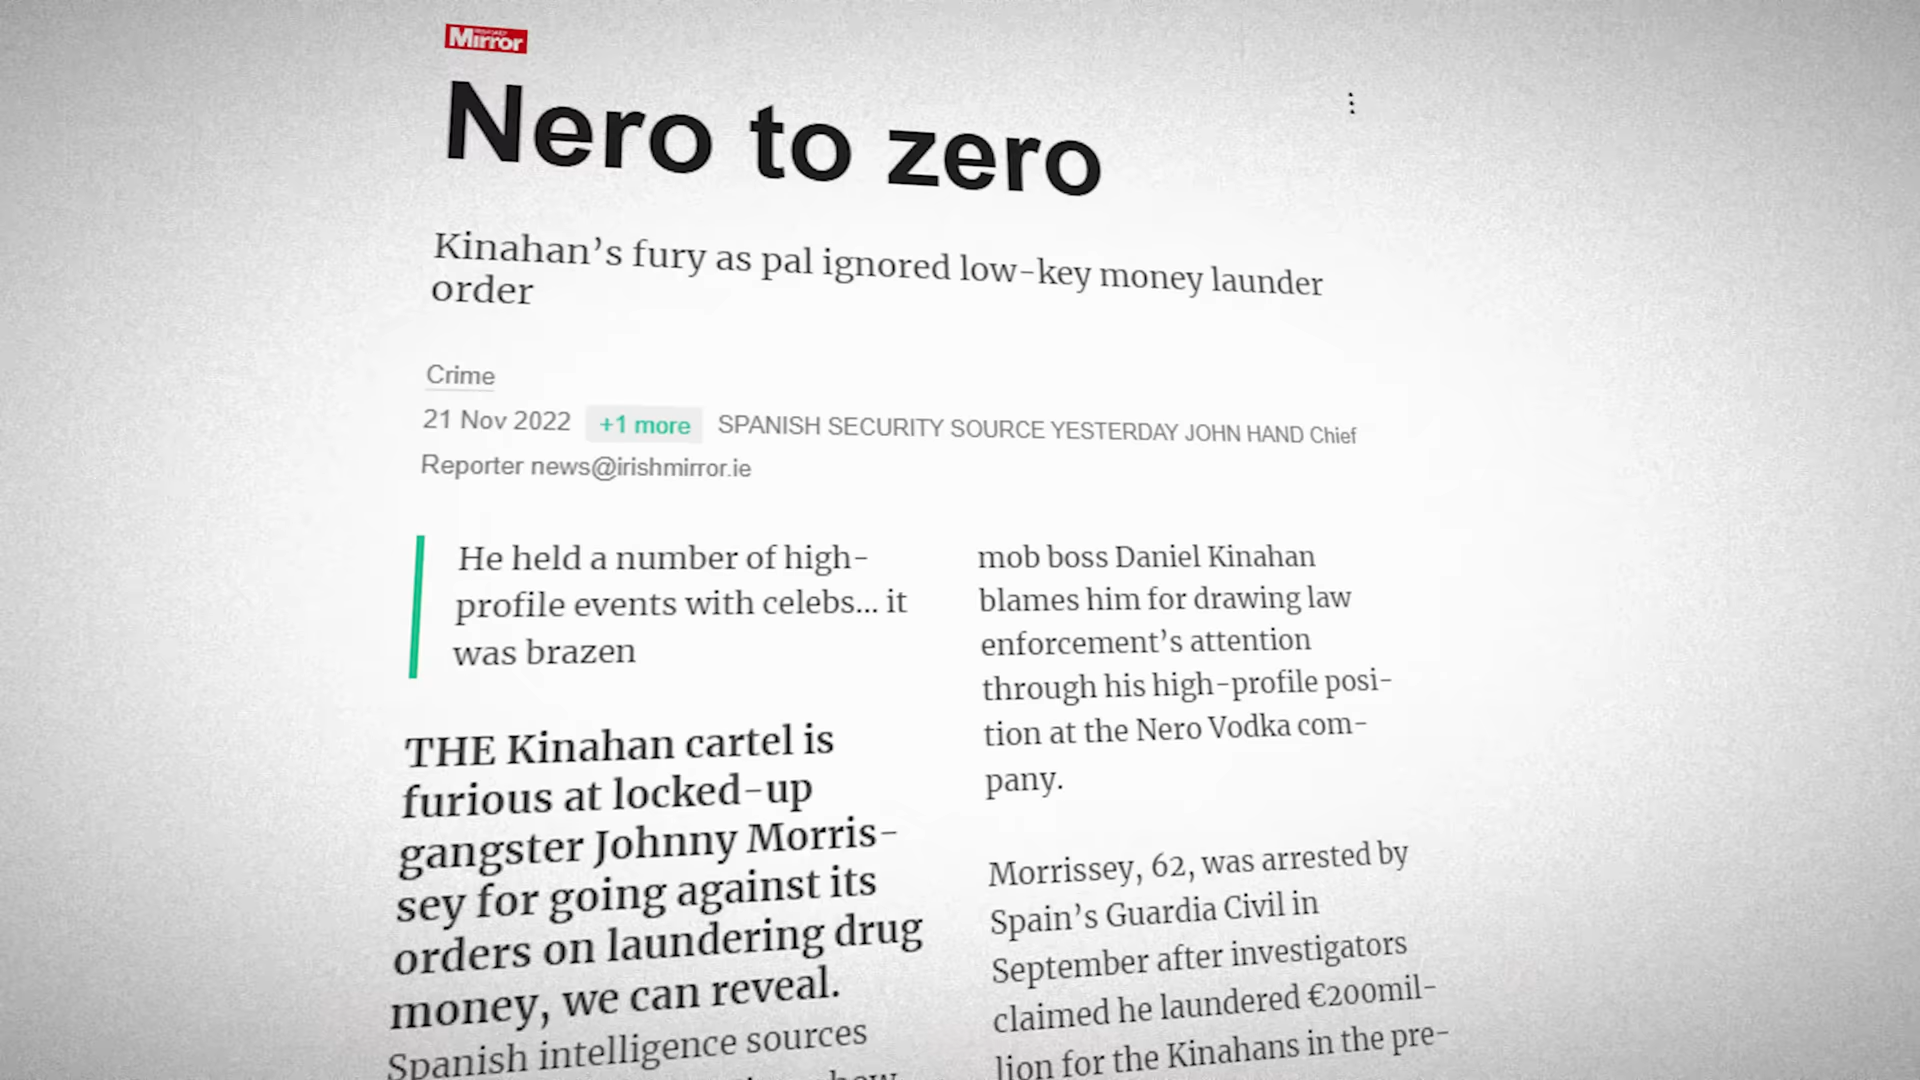 Mirror
Nero to zero
Kinahan's fury as pal ignored low-key money launder
order
Crime
21 Nov 2022 +1 more SPANISH SECURITY SOURCE YESTERDAY JOHN HAND Chief
Reporter news@irishmirror.ie
He held a number of high-
profile events with celebs... it
was brazen
THE Kinahan cartel is
furious at locked-up
gangster Johnny Morris-
sey for going against its
orders on laundering drug
money, we can reveal.
Spanish intelligence sources
mob boss Daniel Kinahan
blames him for drawing law
enforcement's attention
through his high-profile posi-
tion at the Nero Vodka com-
pany.
Morrissey, 62, was arrested by
Spain's Guardia Civil in
September after investigators
claimed he laundered €200mil-
lion for the Kinahans in the pre-